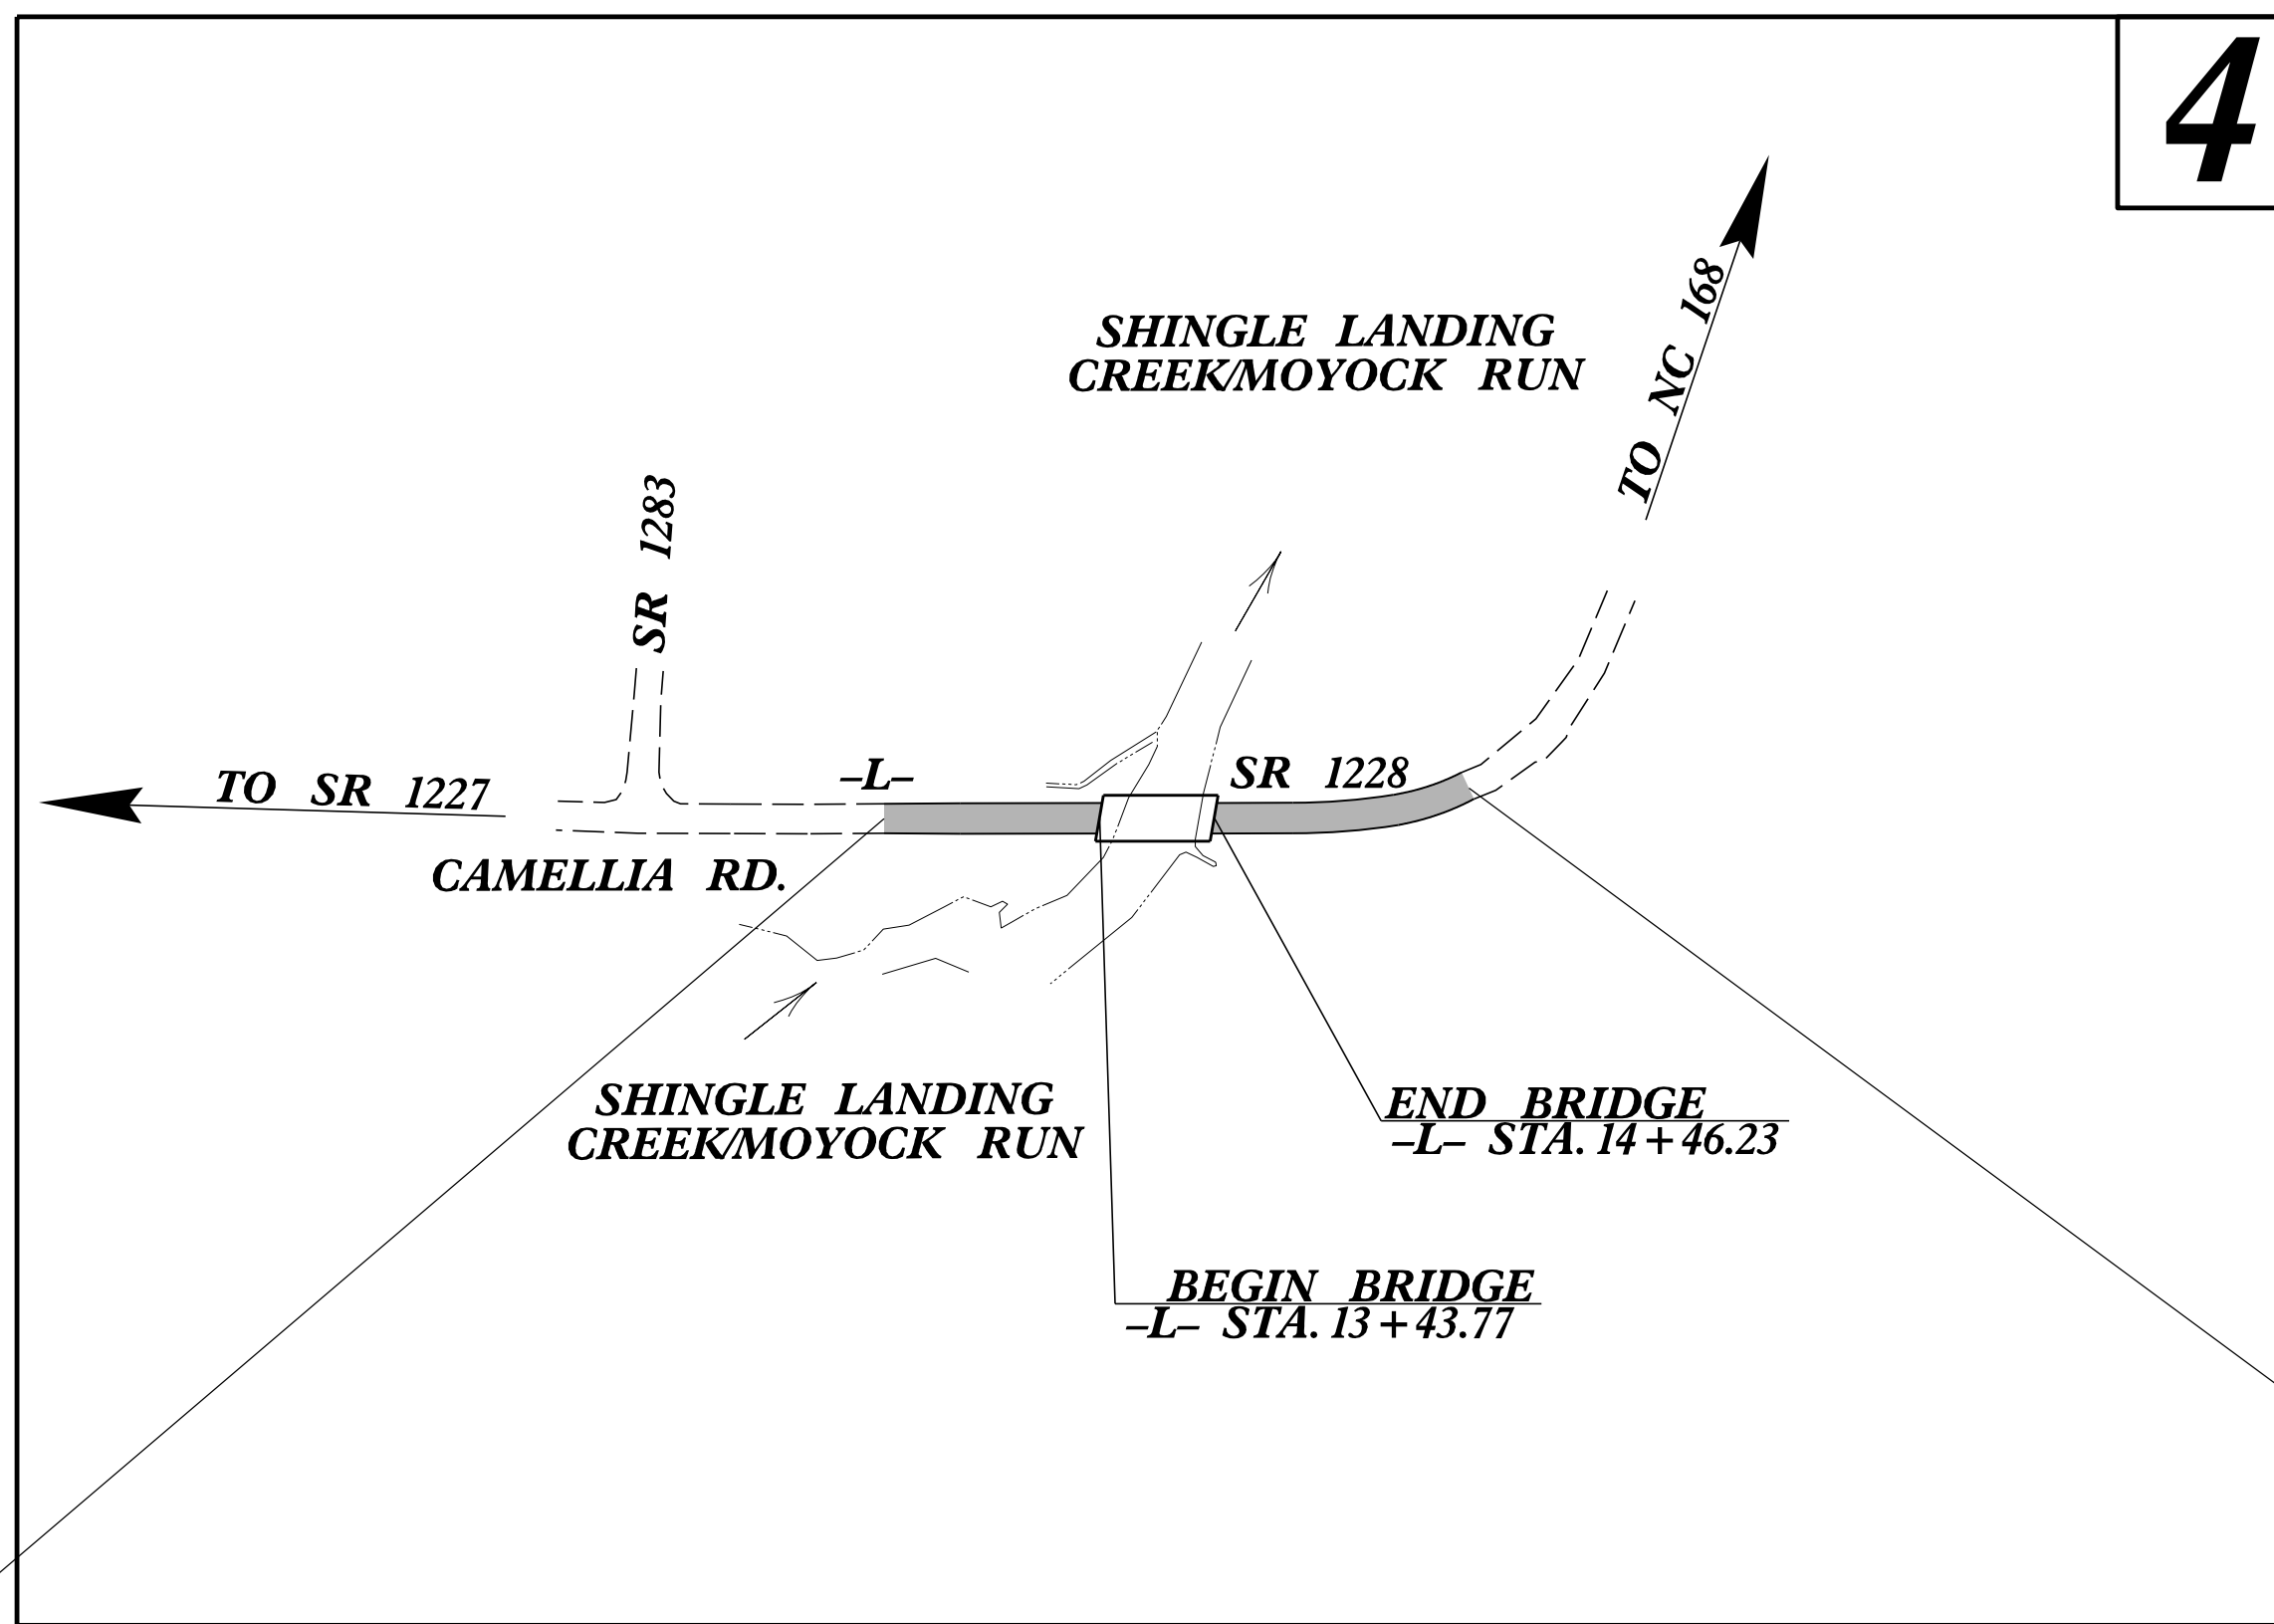 4
SHINGLE LANDING
CREEK/MOYOCK RUN
TO NC 168
SR 1283
TO SR 1227
-L-
SR 1228
CAMELLIA RD.
SHINGLE LANDING
CREEK/MOYOCK RUN
END BRIDGE
-L- STA. 14+46.23
BEGIN BRIDGE
-L- STA. 13+43.77